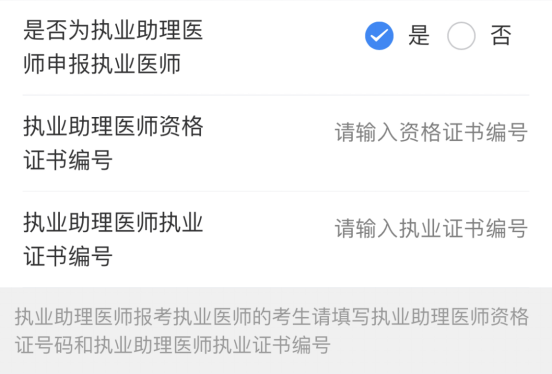 是否为执业助理医
师申报执业医师
是 否
执业助理医师资格
证书编号
请输入资格证书编号
执业助理医师执业
证书编号
请输入执业证书编号
执业助理医师报考执业医师的考生请填写执业助理医师资格
证号码和执业助理医师执业证书编号